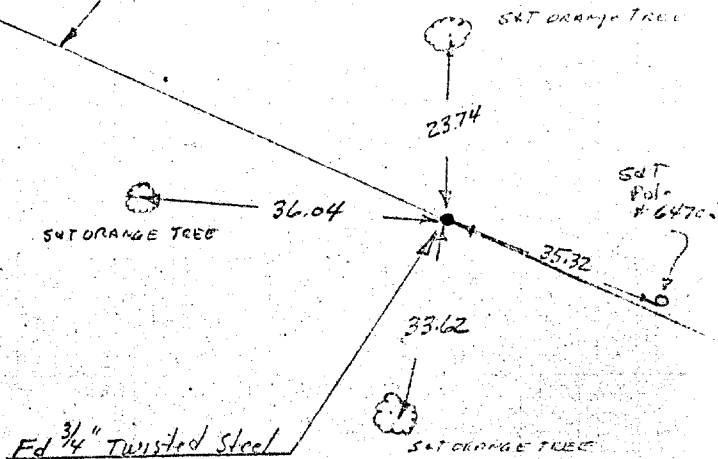 S&T ORANGE TREE
23.74
S&T
Pole
36.04
S&T ORANGE TREE
35.32
33.62
Fd 3/4" Twisted Steel
S&T ORANGE TREE